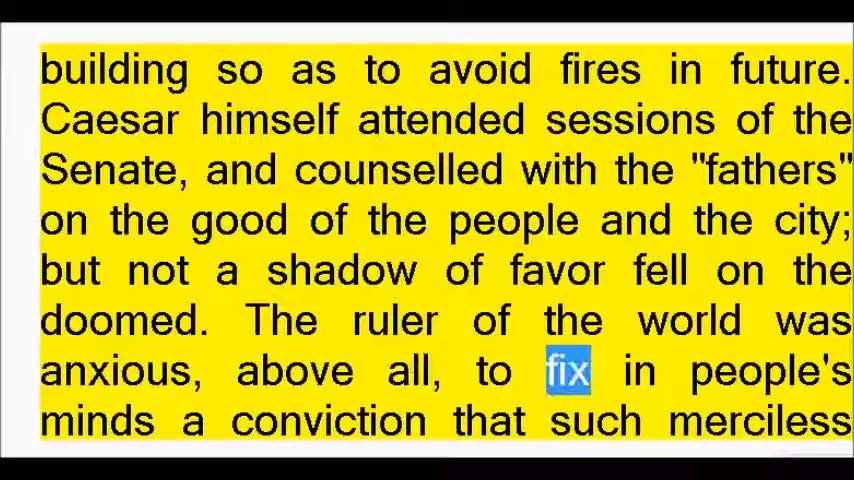 building so as to avoid fires in future.
Caesar himself attended sessions of the
Senate, and counselled with the "fathers"
on the good of the people and the city;
but not a shadow of favor fell on the
doomed. The ruler of the world was
anxious, above all, to fix in people's
minds a conviction that such merciless